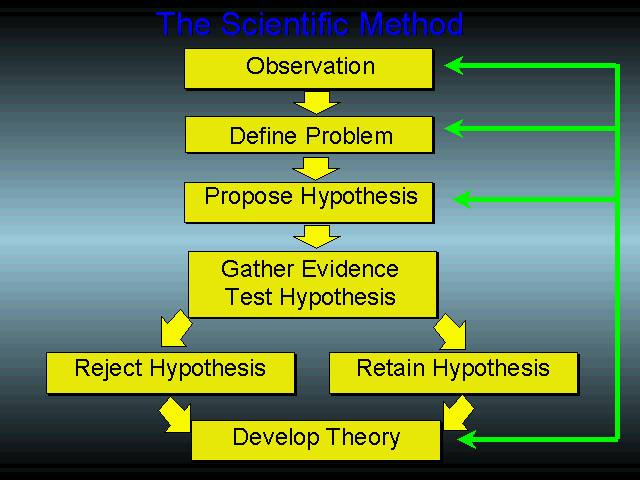 The Scientific Method
Observation
Define Problem
Propose Hypothesis
Gather Evidence
Test Hypothesis
Reject Hypothesis
Retain Hypothesis
Develop Theory